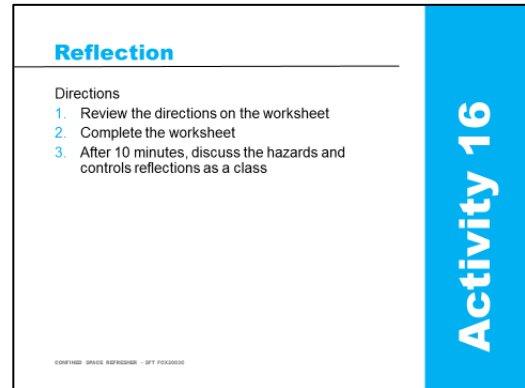 Reflection
Directions
1. Review the directions on the worksheet
2. Complete the worksheet
3. After 10 minutes, discuss the hazards and
controls reflections as a class
CONFINED SPACE REFRESHER - SFT
Activity 16